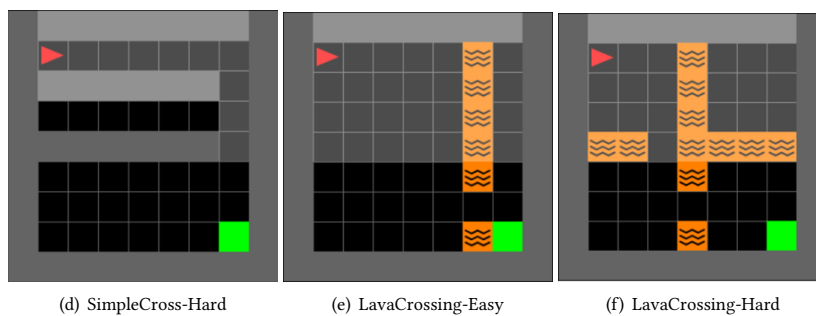 (d) SimpleCross-Hard
(e) LavaCrossing-Easy
(f) LavaCrossing-Hard